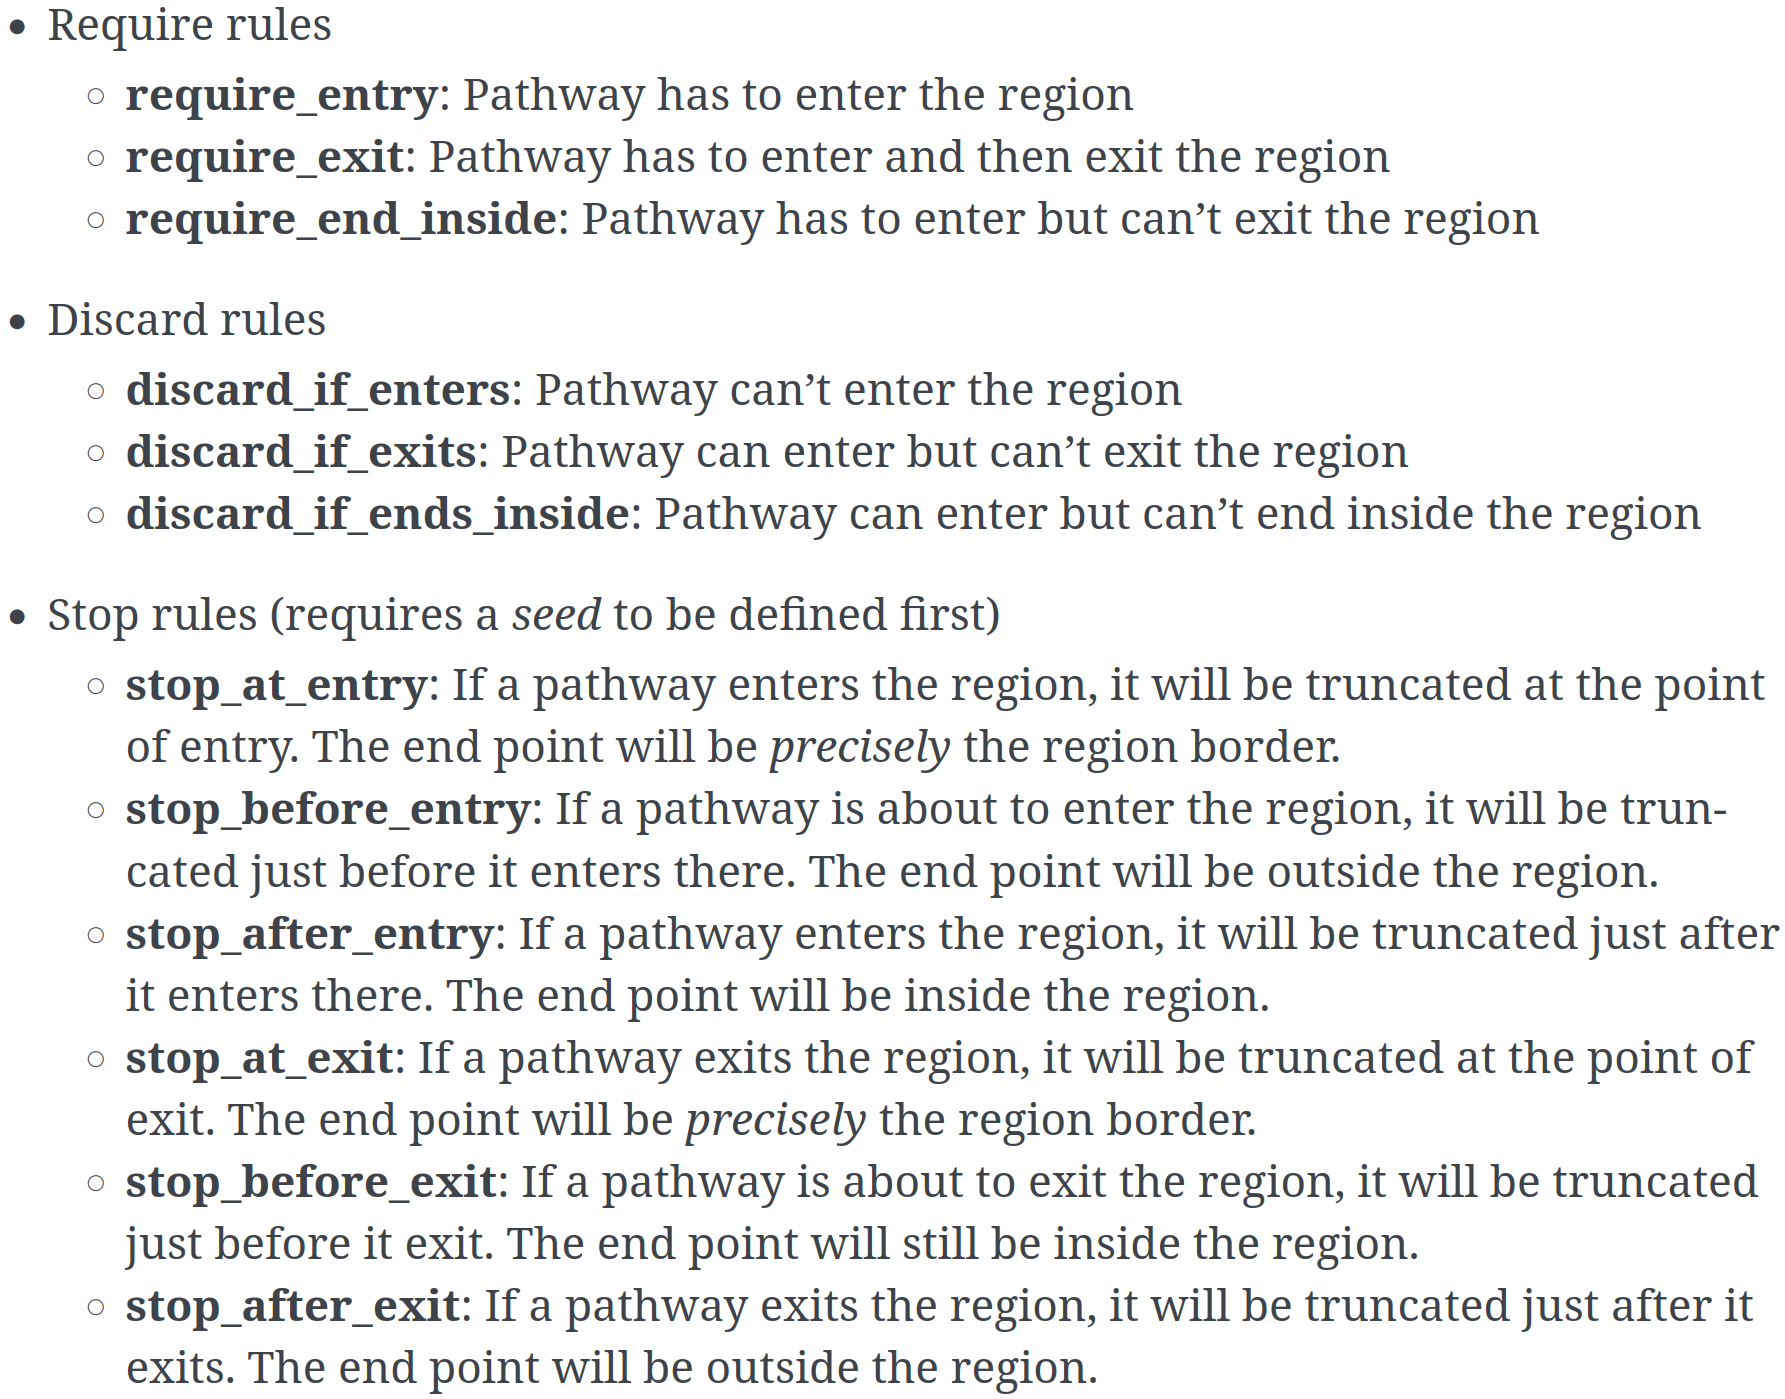 • Require rules
◦ require_entry: Pathway has to enter the region
◦ require_exit: Pathway has to enter and then exit the region
◦ require_end_inside: Pathway has to enter but can’t exit the region
• Discard rules
◦ discard_if_enters: Pathway can’t enter the region
◦ discard_if_exits: Pathway can enter but can’t exit the region
◦ discard_if_ends_inside: Pathway can enter but can’t end inside the region
• Stop rules (requires a seed to be defined first)
◦ stop_at_entry: If a pathway enters the region, it will be truncated at the point
of entry. The end point will be precisely the region border.
◦ stop_before_entry: If a pathway is about to enter the region, it will be trun-
cated just before it enters there. The end point will be outside the region.
◦ stop_after_entry: If a pathway enters the region, it will be truncated just after
it enters there. The end point will be inside the region.
◦ stop_at_exit: If a pathway exits the region, it will be truncated at the point of
exit. The end point will be precisely the region border.
◦ stop_before_exit: If a pathway is about to exit the region, it will be truncated
just before it exit. The end point will still be inside the region.
◦ stop_after_exit: If a pathway exits the region, it will be truncated just after it
exits. The end point will be outside the region.